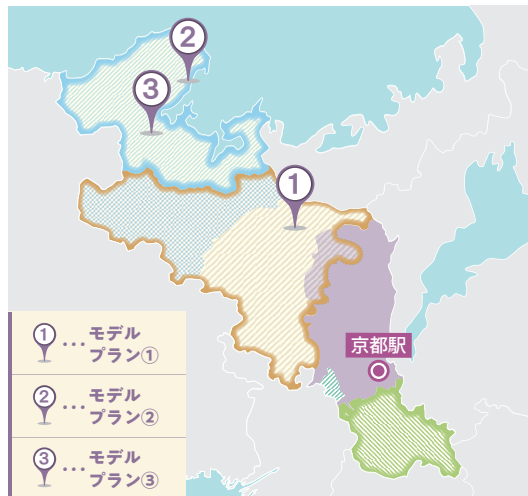 2
3
1
京都駅
1 … モデル
プラン①
2 … モデル
プラン②
3 … モデル
プラン③